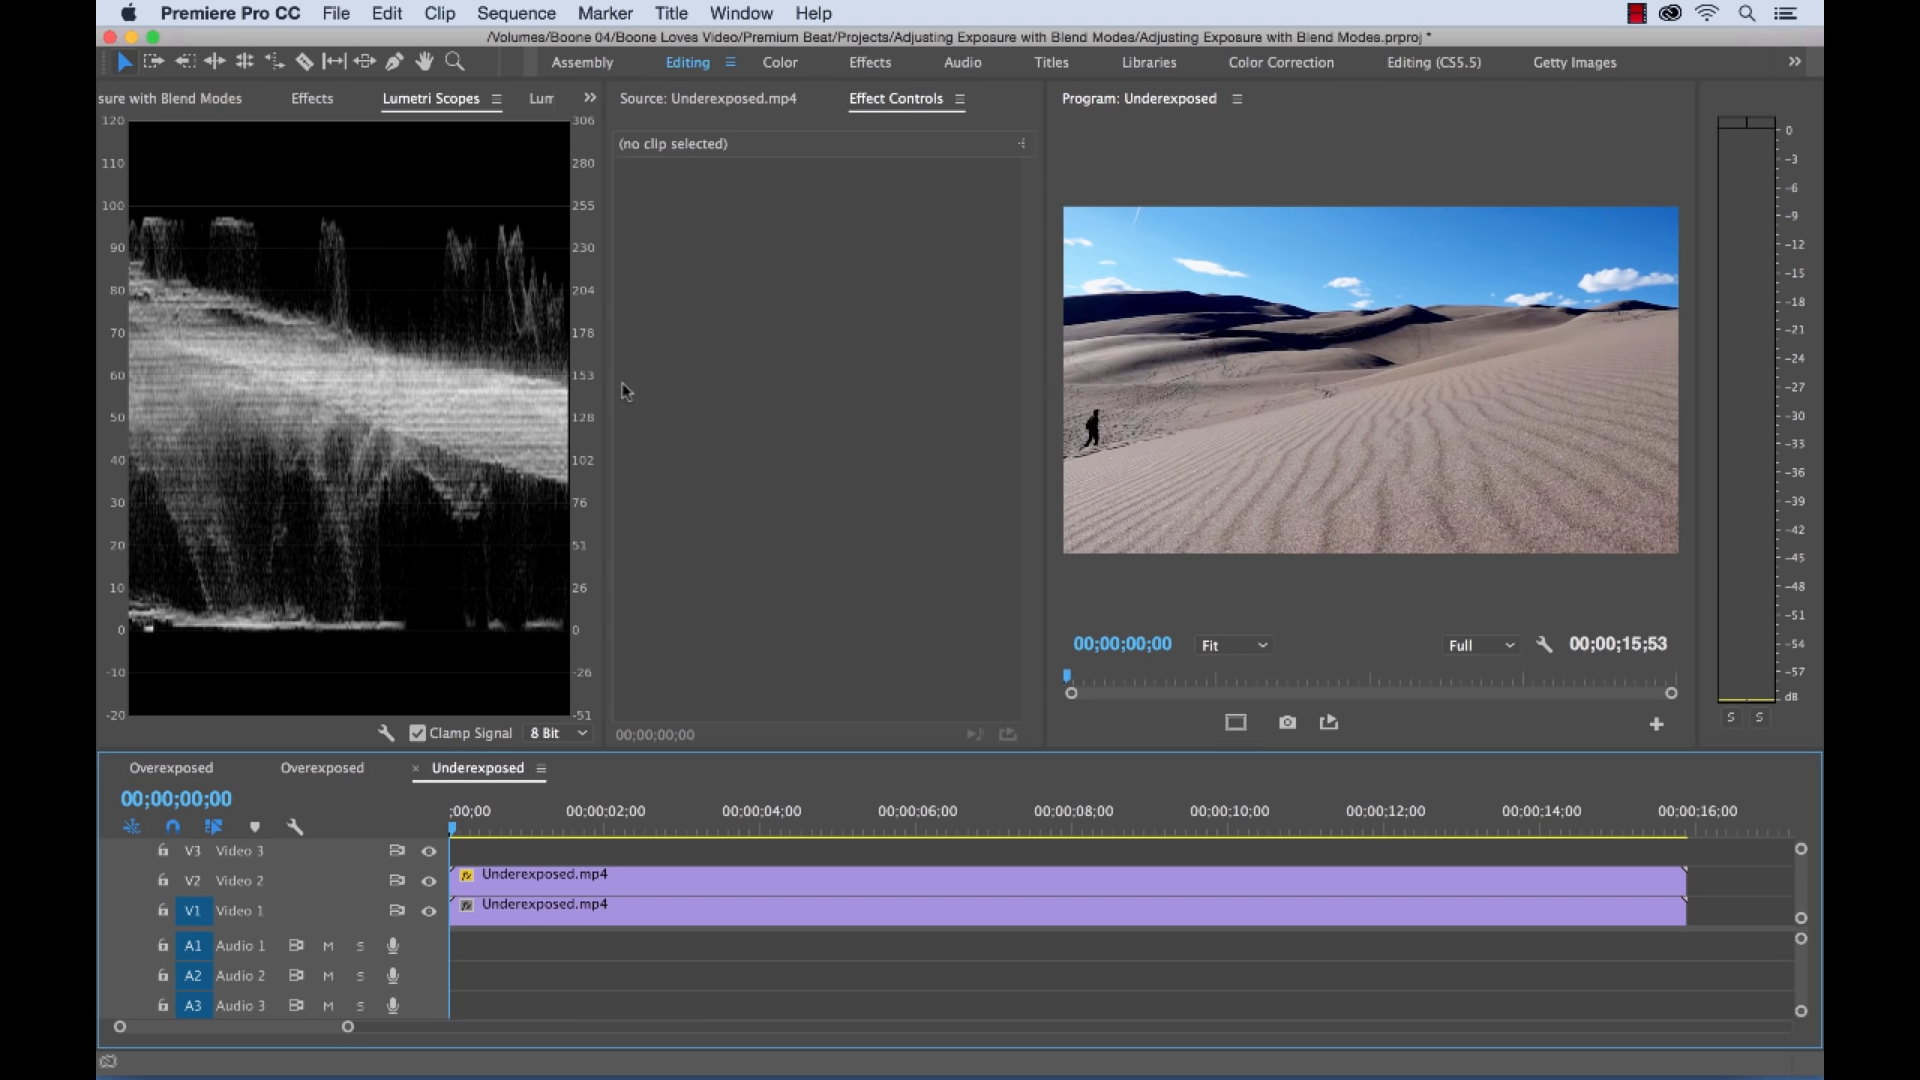 Premiere Pro CC File Edit Clip Sequence Marker Title Window Help
/Volumes/Boone 04/Boone Loves Video/Premium Beat/Projects/Adjusting Exposure with Blend Modes/Adjusting Exposure with Blend Modes.prproj *
Assembly Editing Color Effects Audio Titles Libraries Color Correction Editing (CS5.5) Getty Images
sure with Blend Modes Effects Lumetri Scopes Lum
Source: Underexposed.mp4 Effect Controls
Program: Underexposed
(no clip selected)
120 306
110 280
100 255
90 230
80 204
70 178
60 153
50 128
40 102
30 76
20 51
10 26
0 0
-10 -26
-20 -51
0
-3
-6
-9
-12
-15
-18
-21
-24
-27
-30
-33
-36
-39
-42
-45
-48
-51
-54
-57
dB
S S
00;00;00;00 Fit Full 00;00;15;53
Clamp Signal 8 Bit
00;00;00;00
Overexposed Overexposed × Underexposed
00;00;00;00
;00;00 00;00;02;00 00;00;04;00 00;00;06;00 00;00;08;00 00;00;10;00 00;00;12;00 00;00;14;00 00;00;16;00
V3 Video 3
V2 Video 2 fx Underexposed.mp4
V1 Video 1 fx Underexposed.mp4
A1 Audio 1 M S
A2 Audio 2 M S
A3 Audio 3 M S